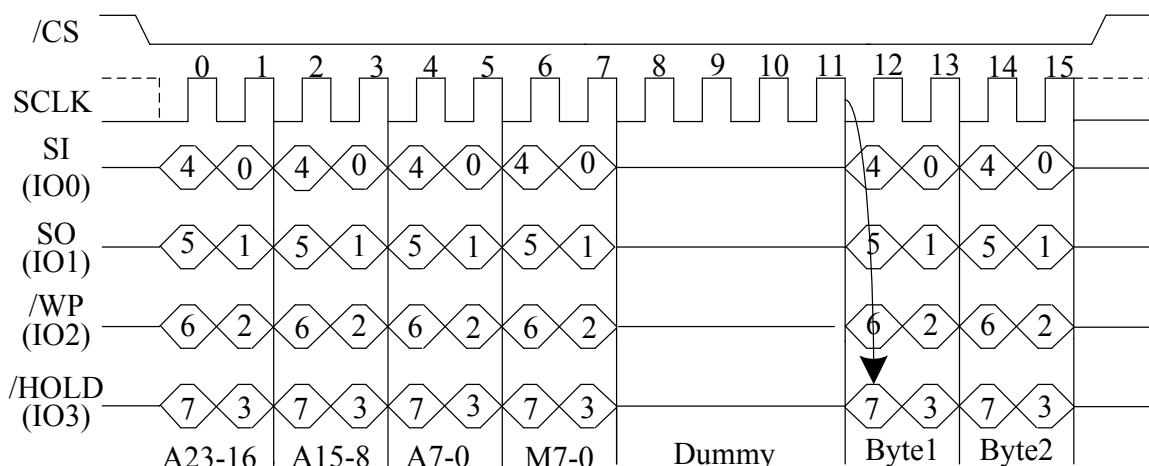 /CS
0 1 2 3 4 5 6 7 8 9 10 11 12 13 14 15
SCLK
SI
(IO0)
4 0 4 0 4 0 4 0 4 0 4 0
SO
(IO1)
5 1 5 1 5 1 5 1 5 1 5 1
/WP
(IO2)
6 2 6 2 6 2 6 2 6 2 6 2
/HOLD
(IO3)
7 3 7 3 7 3 7 3 7 3 7 3
A23-16 A15-8 A7-0 M7-0 Dummy Byte1 Byte2